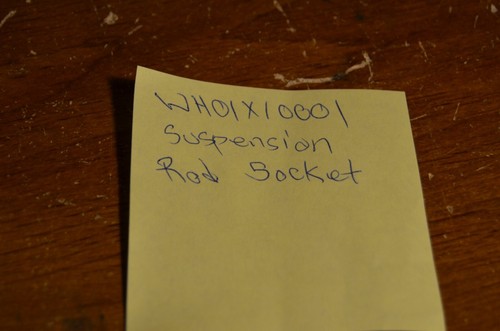 WH01X10001
Suspension
Rod Socket